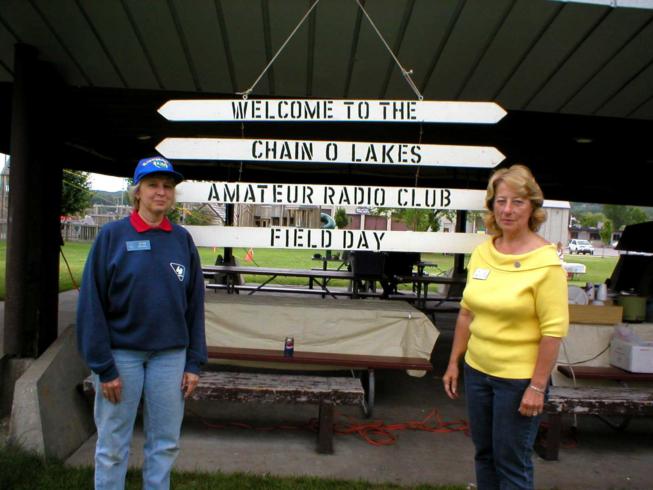 WELCOME TO THE
CHAIN O LAKES
AMATEUR RADIO CLUB
FIELD DAY